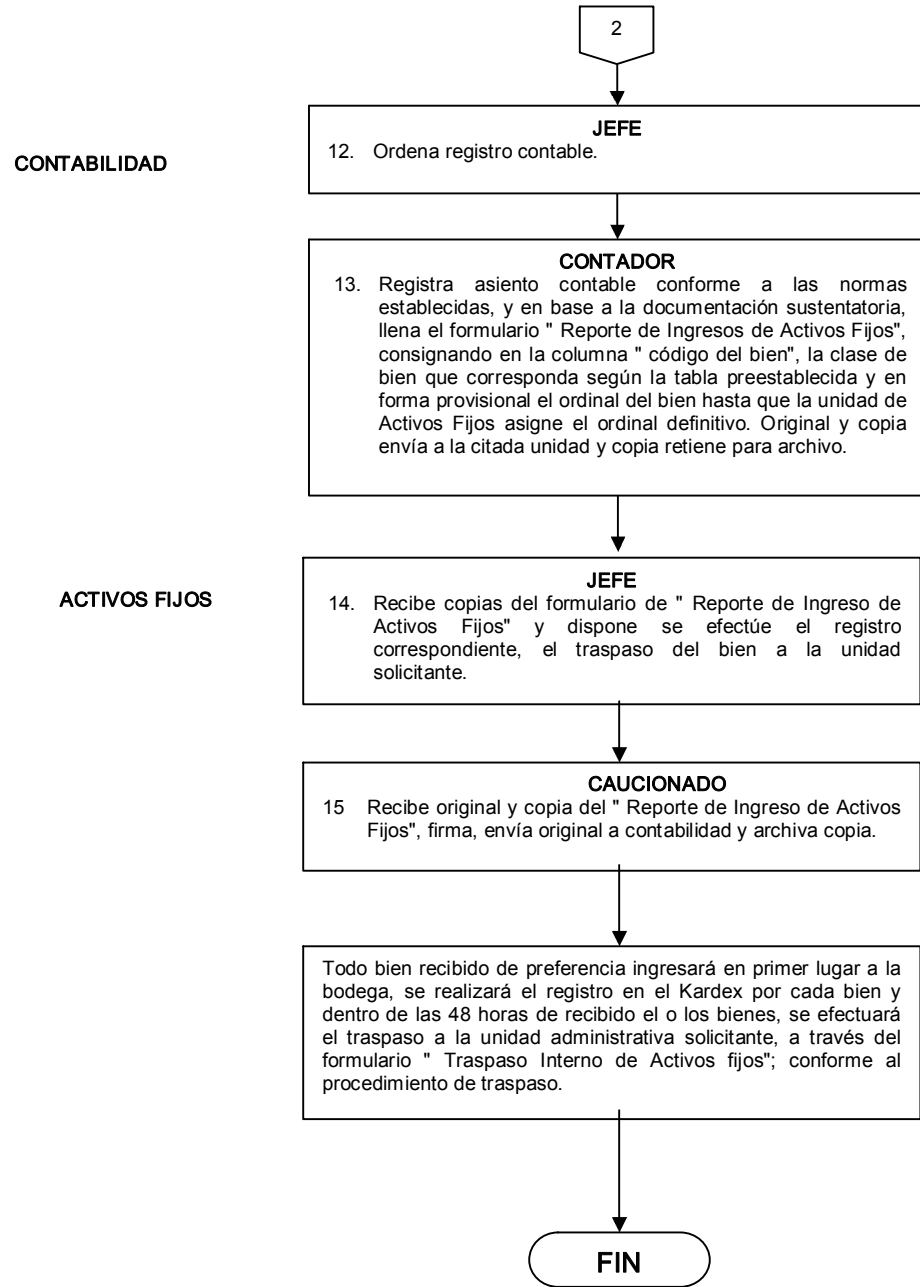 2
JEFE
12. Ordena registro contable.
CONTABILIDAD
CONTADOR
13. Registra asiento contable conforme a las normas
establecidas, y en base a la documentación sustentatoria,
llena el formulario " Reporte de Ingresos de Activos Fijos",
consignando en la columna " código del bien", la clase de
bien que corresponda según la tabla preestablecida y en
forma provisional el ordinal del bien hasta que la unidad de
Activos Fijos asigne el ordinal definitivo. Original y copia
envía a la citada unidad y copia retiene para archivo.
JEFE
ACTIVOS FIJOS
14. Recibe copias del formulario de " Reporte de Ingreso de
Activos Fijos" y dispone se efectúe el registro
correspondiente, el traspaso del bien a la unidad
solicitante.
CAUCIONADO
15 Recibe original y copia del " Reporte de Ingreso de Activos
Fijos", firma, envía original a contabilidad y archiva copia.
Todo bien recibido de preferencia ingresará en primer lugar a la
bodega, se realizará el registro en el Kardex por cada bien y
dentro de las 48 horas de recibido el o los bienes, se efectuará
el traspaso a la unidad administrativa solicitante, a través del
formulario " Traspaso Interno de Activos fijos"; conforme al
procedimiento de traspaso.
FIN